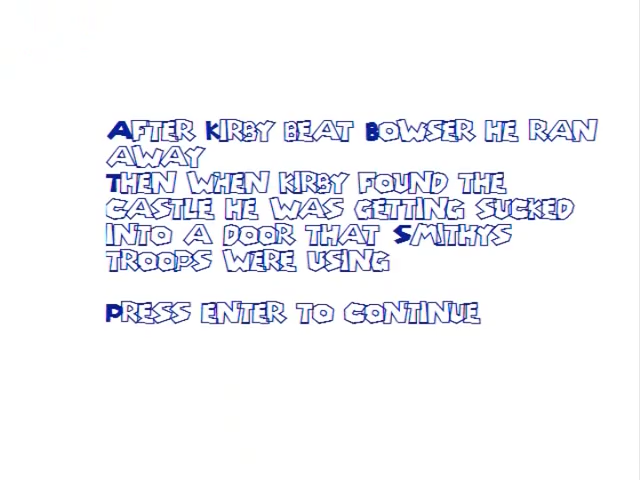 After Kirby beat Bowser he ran
away
Then when kirby found the
castle he was getting sucked
into a door that Smithys
troops were using
Press enter to continue